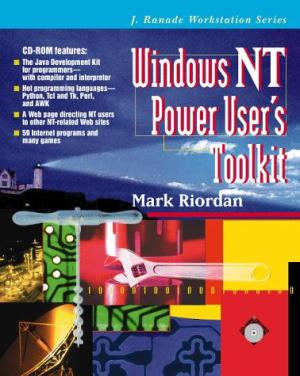 J. Ranade Workstation Series
CD-ROM features:
The Java Development Kit
for programmers—
with compiler and interpreter
Hot programming languages—
Python, Tcl and Tk, Perl,
and AWK
A Web page directing NT users
to other NT-related Web sites
59 Internet programs and
many games
Windows NT
Power User's
Toolkit
Mark Riordan